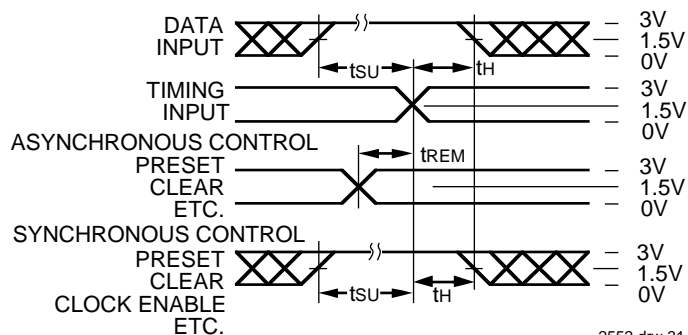 DATA
INPUT
tSU
tH
3V
1.5V
0V
TIMING
INPUT
3V
1.5V
0V
ASYNCHRONOUS CONTROL
PRESET
CLEAR
ETC.
tREM
3V
1.5V
0V
SYNCHRONOUS CONTROL
PRESET
CLEAR
CLOCK ENABLE
ETC.
tSU
tH
3V
1.5V
0V